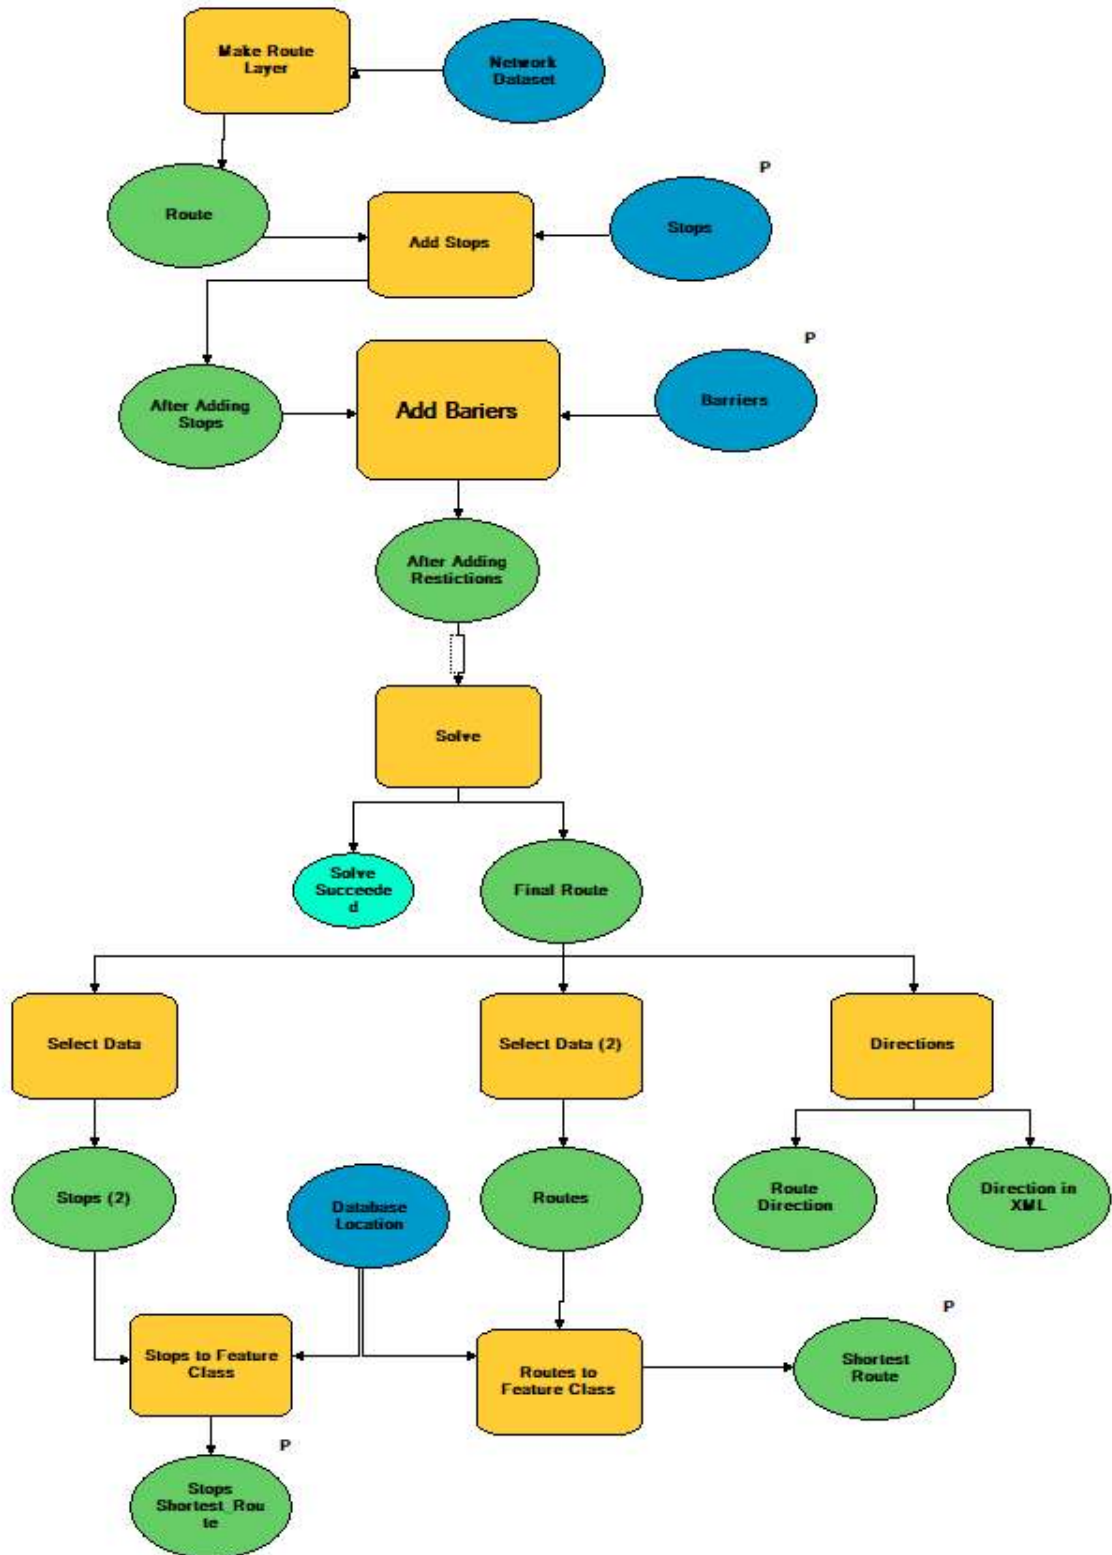 Make Route
Layer
Network
Dataset
P
Route
Add Stops
Stops
P
After Adding
Stops
Add Bariers
Barriers
After Adding
Restictions
Solve
Solve
Succeede
d
Final Route
Select Data
Select Data (2)
Directions
Stops (2)
Database
Location
Routes
Route
Direction
Direction in
XML
P
Stops to Feature
Class
Routes to
Feature Class
Shortest
Route
P
Stops
Shortest_Rou
te